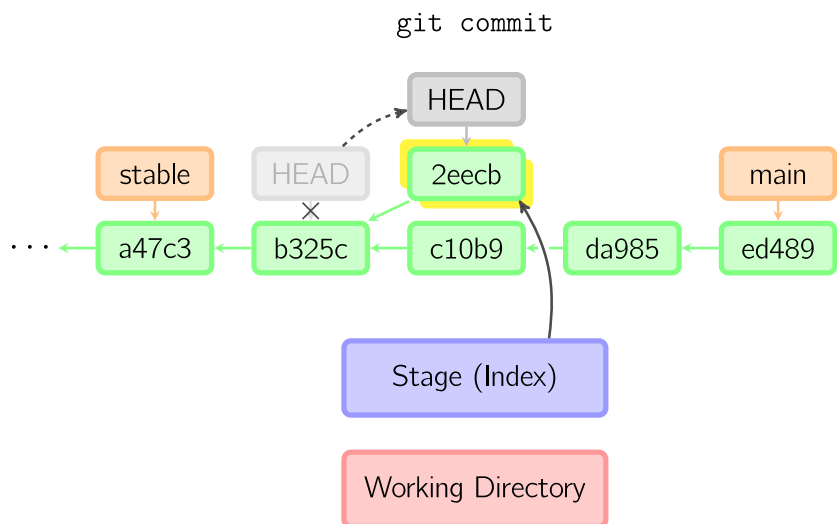 git commit
HEAD
stable
HEAD
2eecb
main
...
a47c3
b325c
c10b9
da985
ed489
Stage (Index)
Working Directory